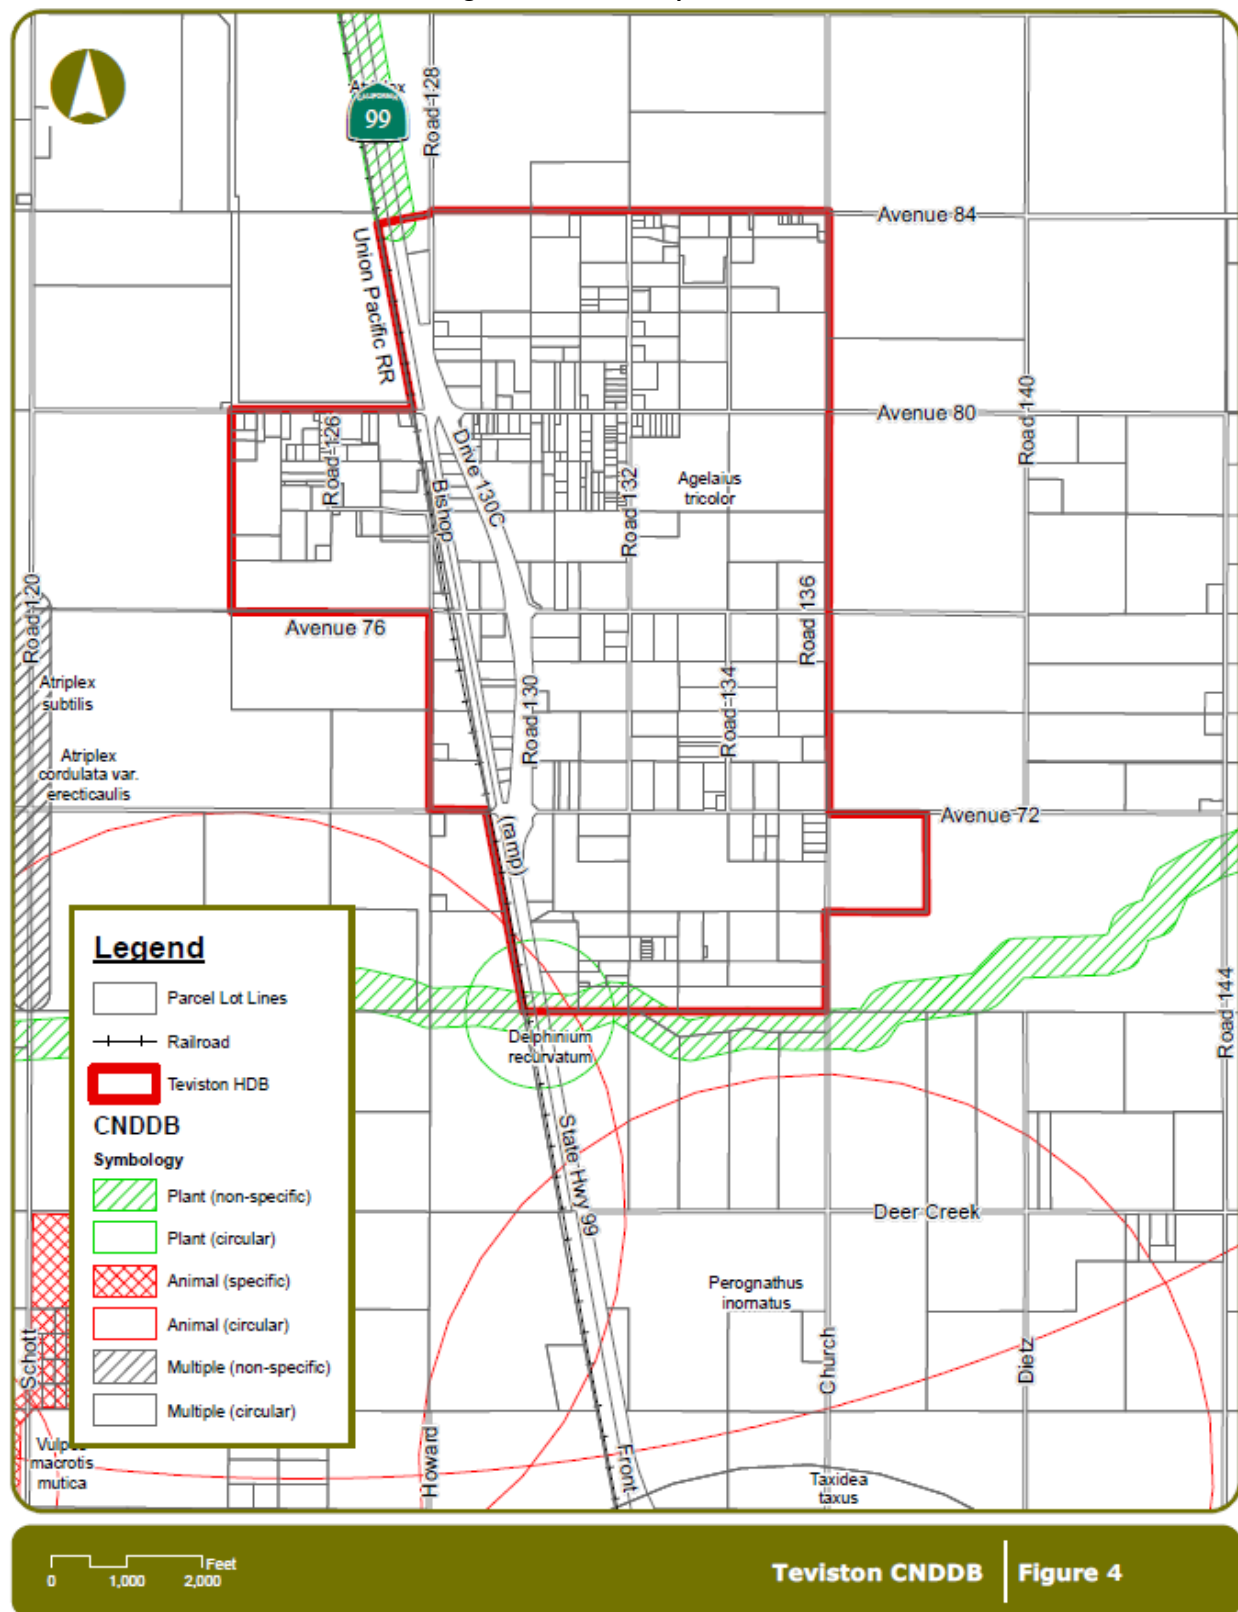 Atriplex
CALIFORNIA
99
Road 128
Avenue 84
Union Pacific RR
Road 140
Avenue 80
Road 126
Drive 130C
Bishop
Road 132
Agelaius
tricolor
Road 120
Road 136
Avenue 76
Atriplex
subtilis
Road 130
Road 134
Atriplex
cordulata var.
erecticaulis
Avenue 72
(ramp)
Legend
Parcel Lot Lines
Railroad
Teviston HDB
CNDDB
Symbology
Plant (non-specific)
Plant (circular)
Animal (specific)
Animal (circular)
Multiple (non-specific)
Multiple (circular)
Road 144
Delphinium
recurvatum
State Hwy 99
Deer Creek
Perognathus
inornatus
Schott
Church
Dietz
Howard
Front
Vulpes
macrotis
mutica
Taxidea
taxus
Feet
0 1,000 2,000
Teviston CNDDB Figure 4